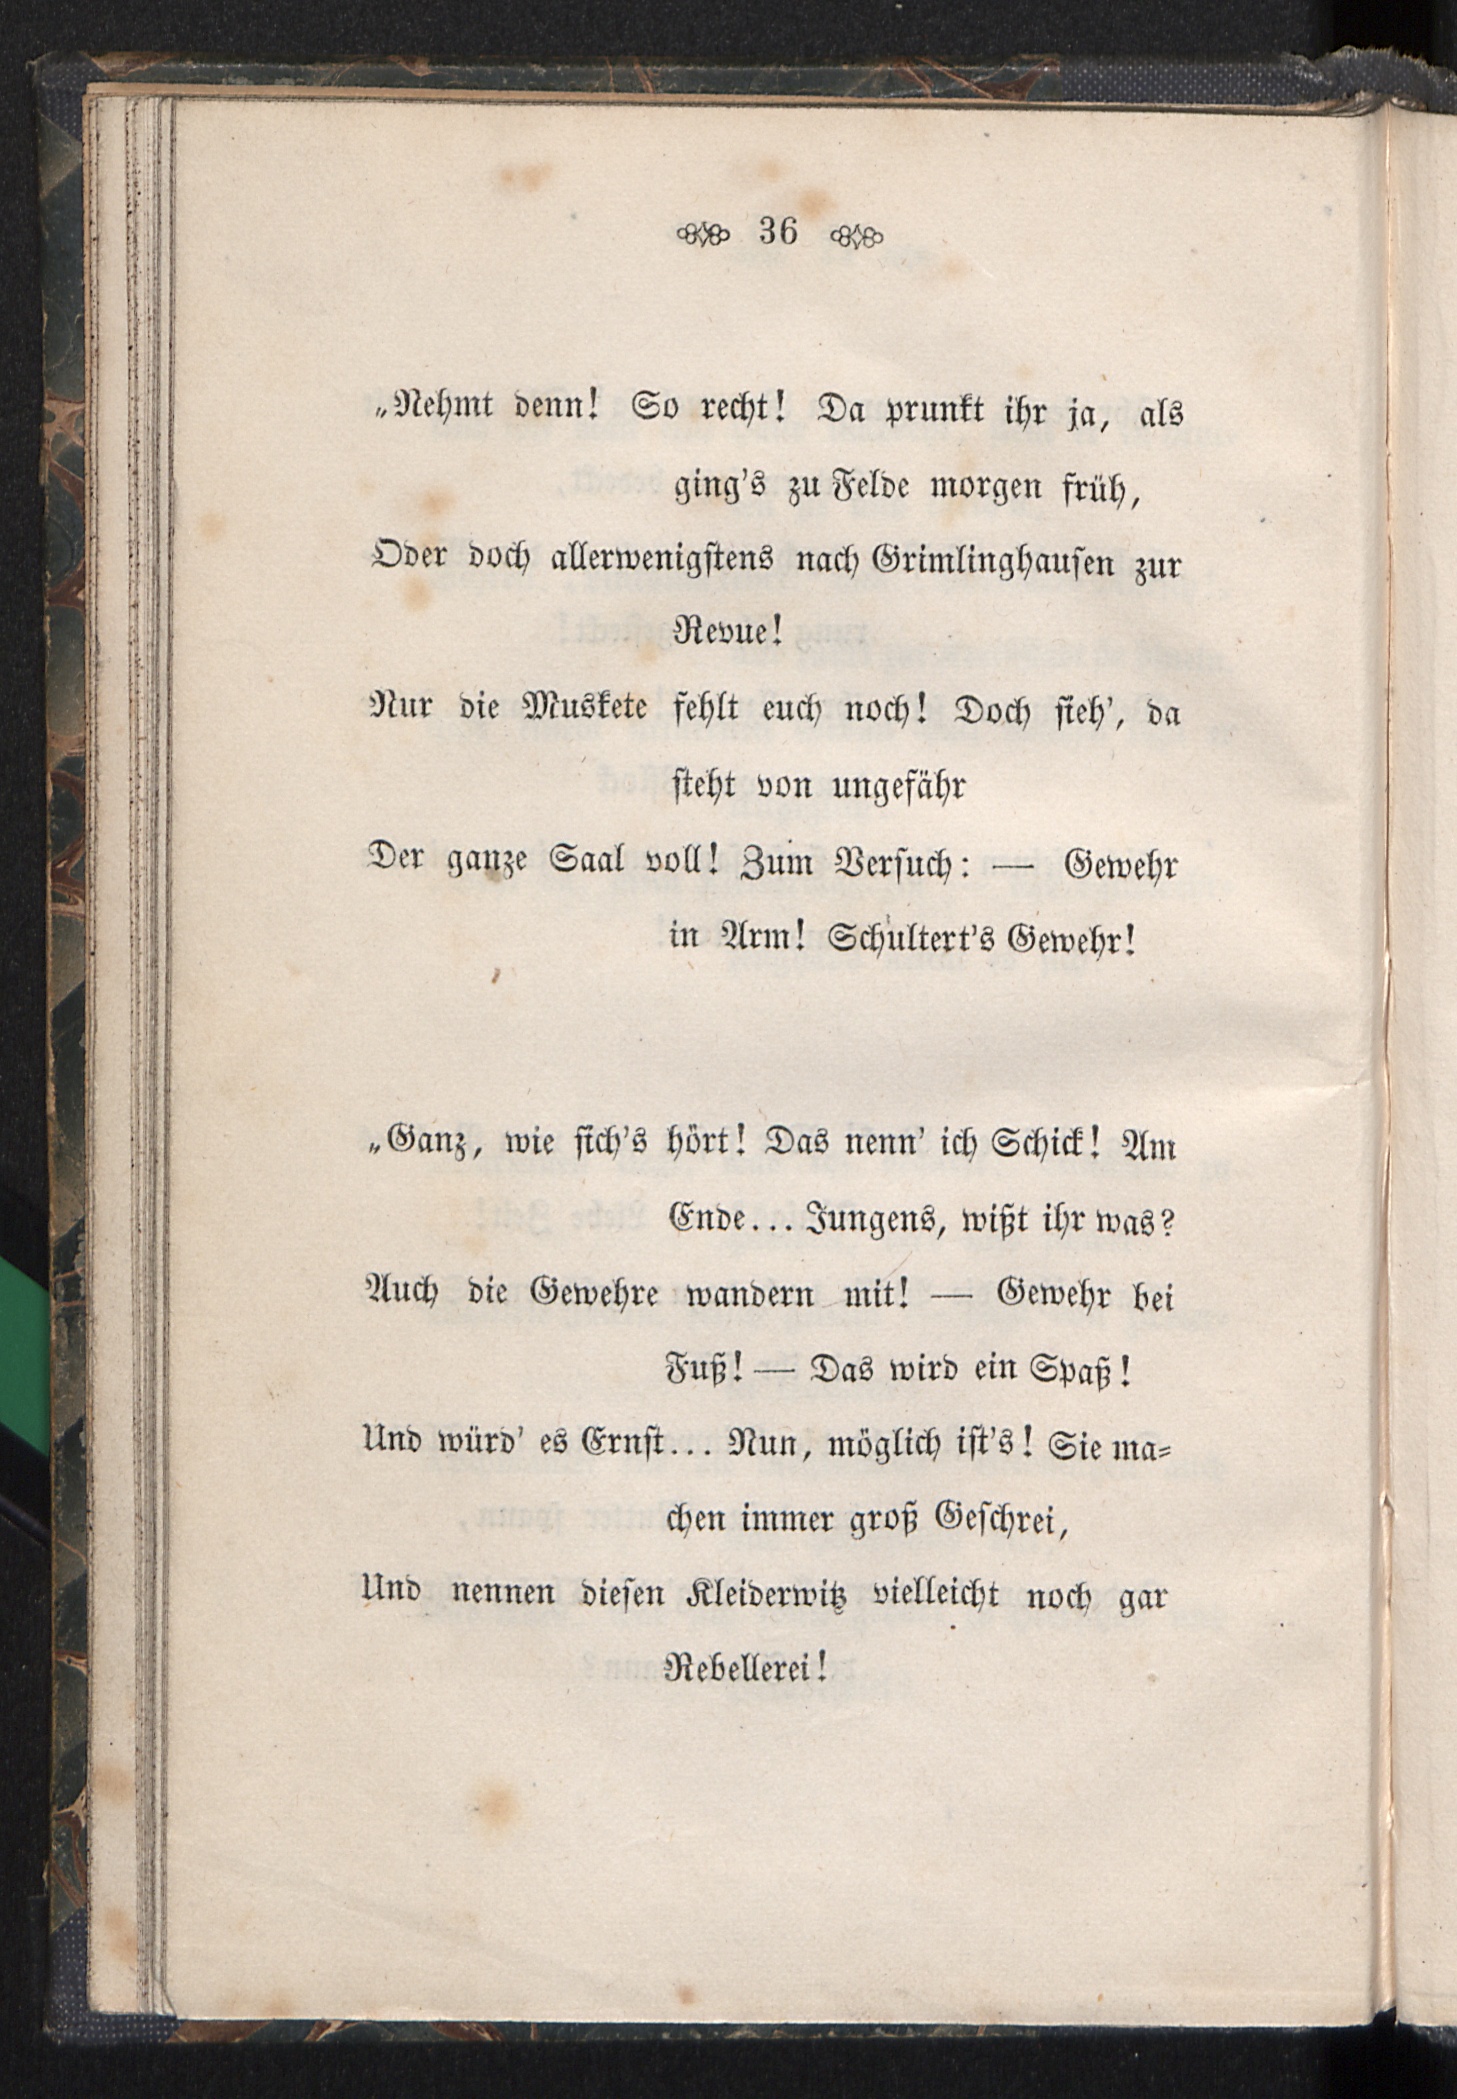 36
„Nehmt denn! So recht! Da prunkt ihr ja, als
ging's zu Felde morgen früh,
Oder doch allerwenigſtens nach Grimlinghauſen zur
Revue!
Nur die Muskete fehlt euch noch! Doch ſieh', da
ſteht von ungefähr
Der ganze Saal voll! Zum Verſuch: — Gewehr
in Arm! Schultert's Gewehr!
„Ganz, wie ſich's hört! Das nenn' ich Schick! Am
Ende... Jungens, wißt ihr was?
Auch die Gewehre wandern mit! — Gewehr bei
Fuß! — Das wird ein Spaß!
Und würd' es Ernſt... Nun, möglich iſt's! Sie ma⸗
chen immer groß Geſchrei,
Und nennen dieſen Kleiderwitz vielleicht noch gar
Rebellerei!